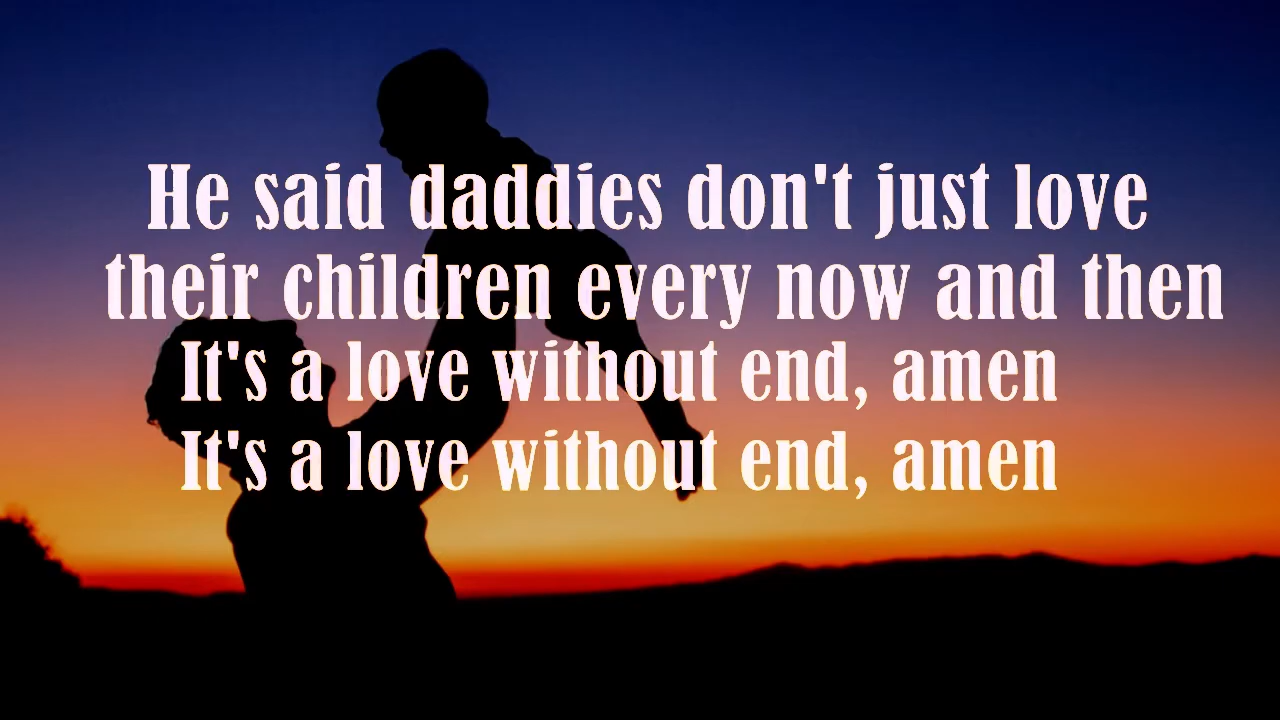 He said daddies don't just love
their children every now and then
It's a love without end, amen
It's a love without end, amen